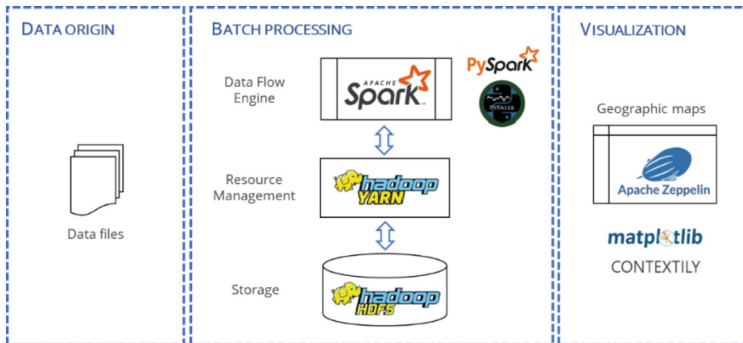 DATA ORIGIN
Data files
BATCH PROCESSING
Data Flow
Engine
APACHE
Spark™
PySpark
Resource
Management
hadoop
YARN
Storage
hadoop
HDFS
VISUALIZATION
Geographic maps
Apache Zeppelin
matplotlib
CONTEXTILY